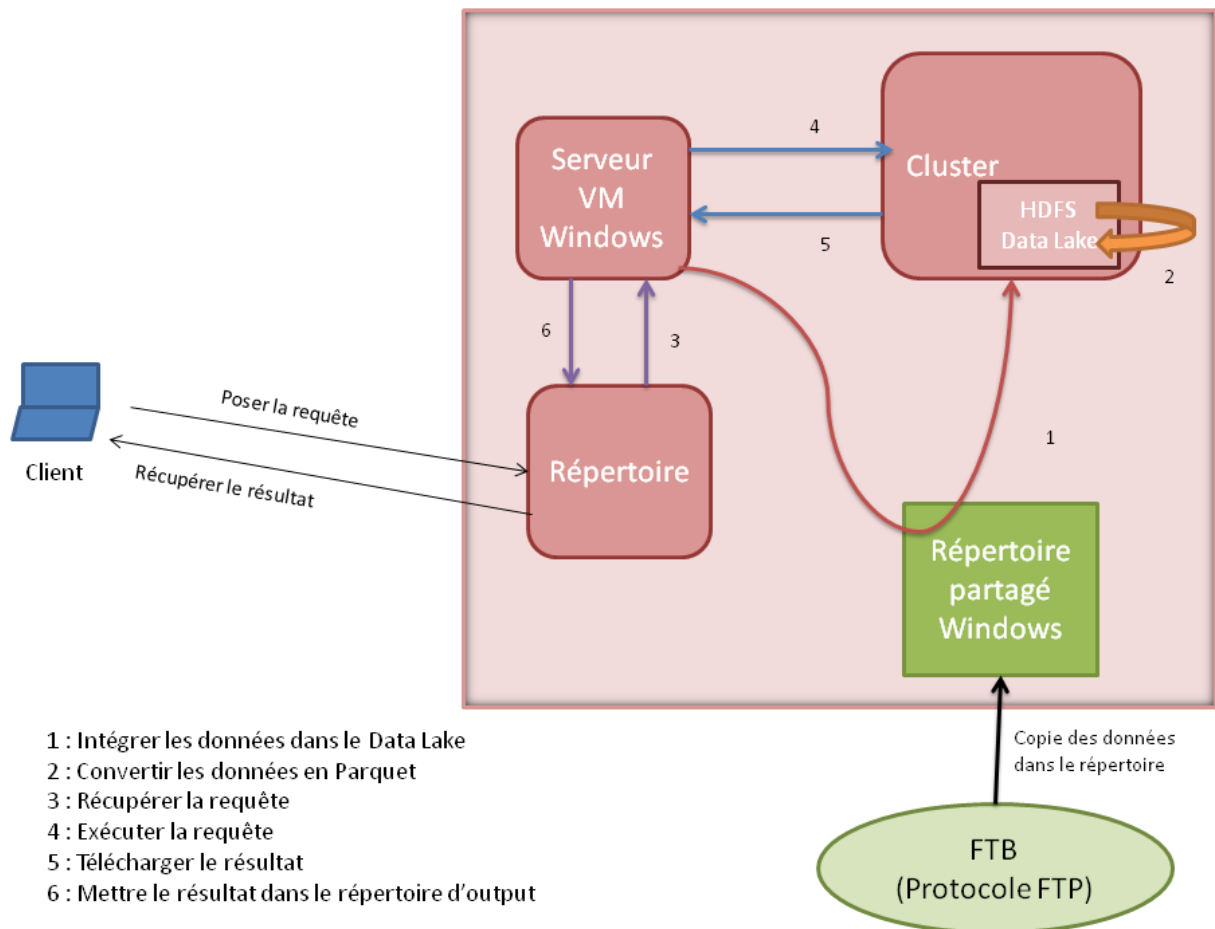 Serveur
VM
Windows
4
Cluster
HDFS
Data Lake
5
2
6
3
Poser la requête
Client
Récupérer le résultat
Répertoire
1
Répertoire
partagé
Windows
1 : Intégrer les données dans le Data Lake
2 : Convertir les données en Parquet
3 : Récupérer la requête
4 : Exécuter la requête
5 : Télécharger le résultat
6 : Mettre le résultat dans le répertoire d'output
Copie des données
dans le répertoire
FTB
(Protocole FTP)